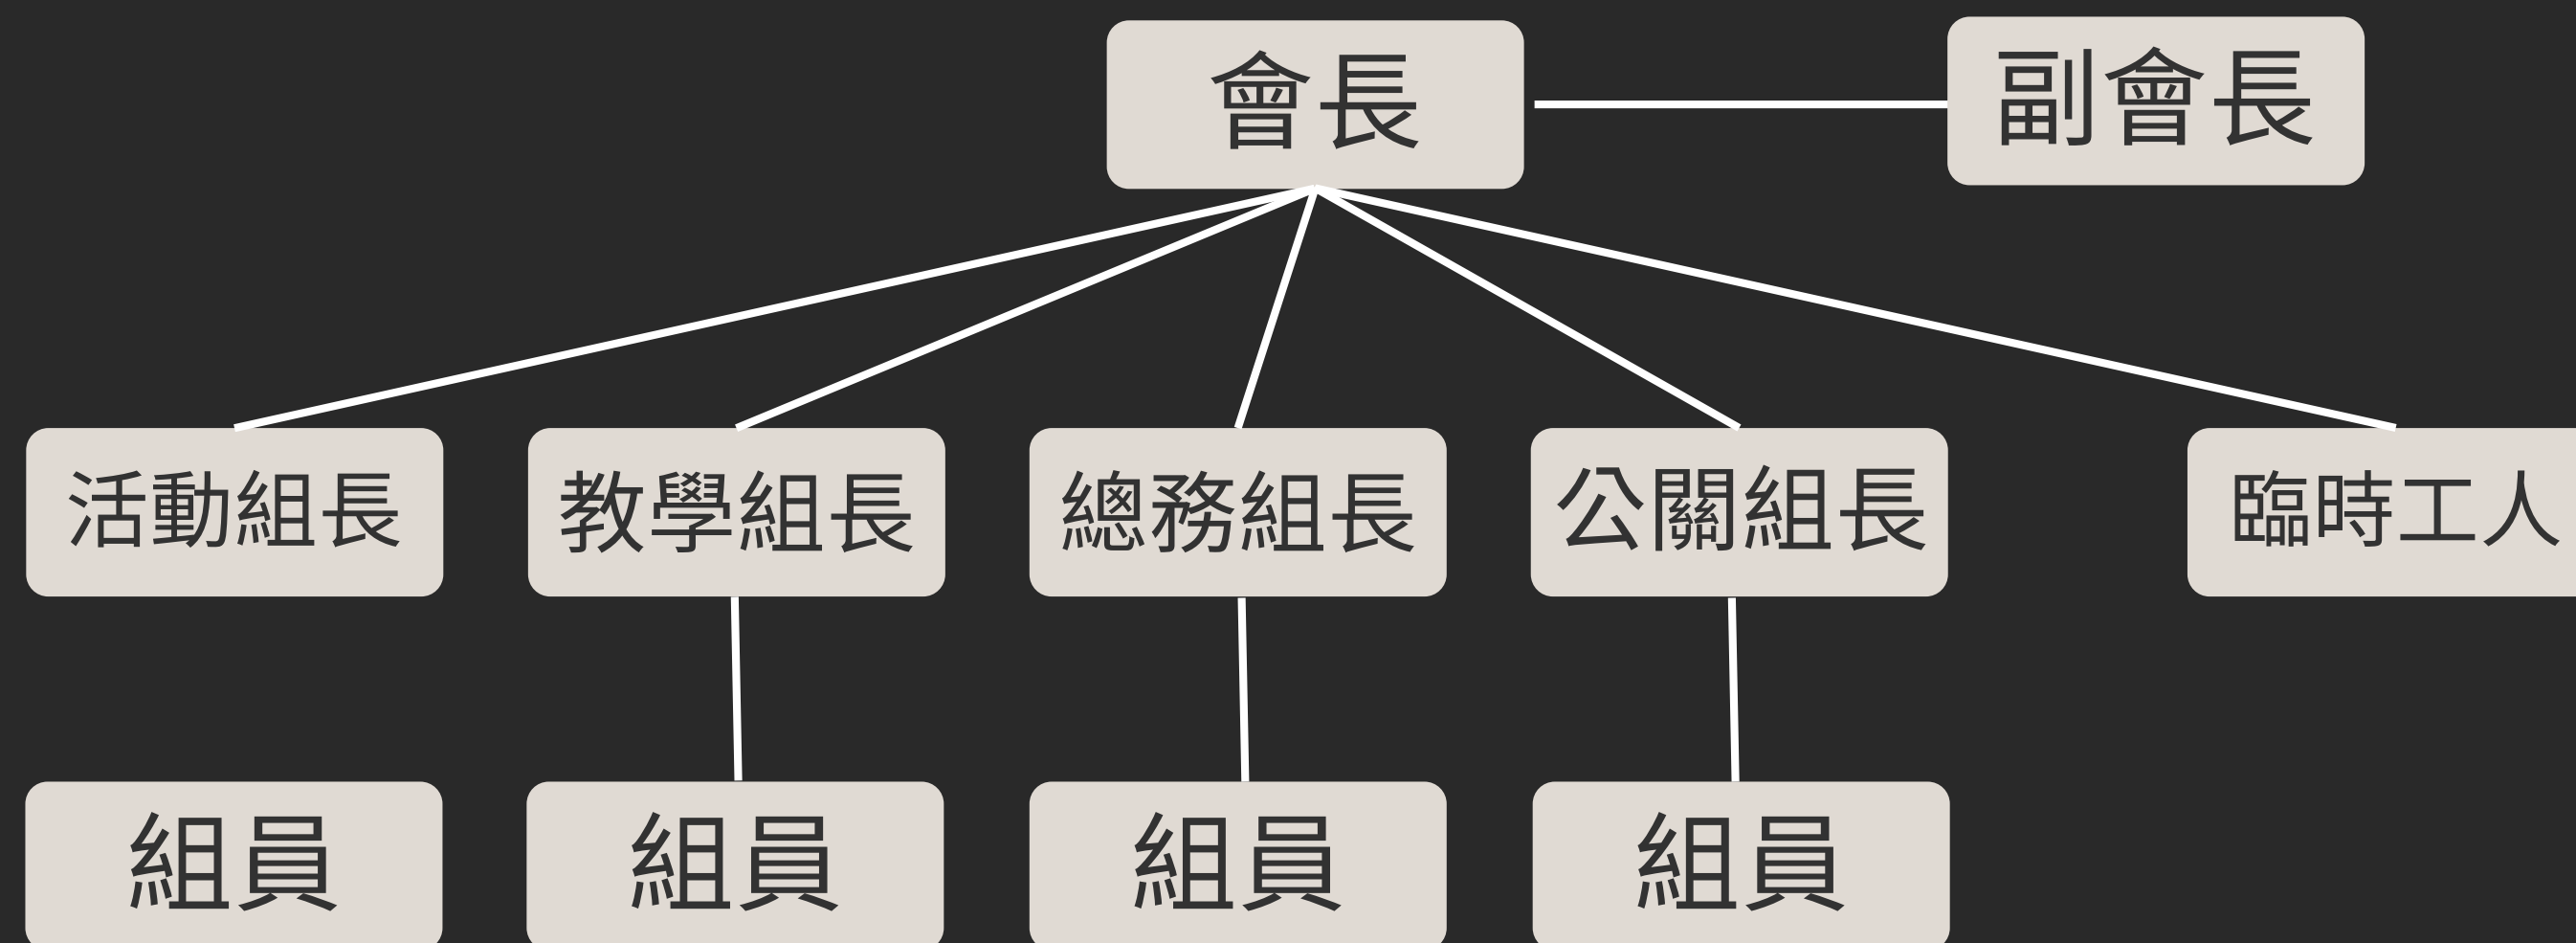 會長
副會長
活動組長
教學組長
總務組長
公關組長
臨時工人
組員
組員
組員
組員